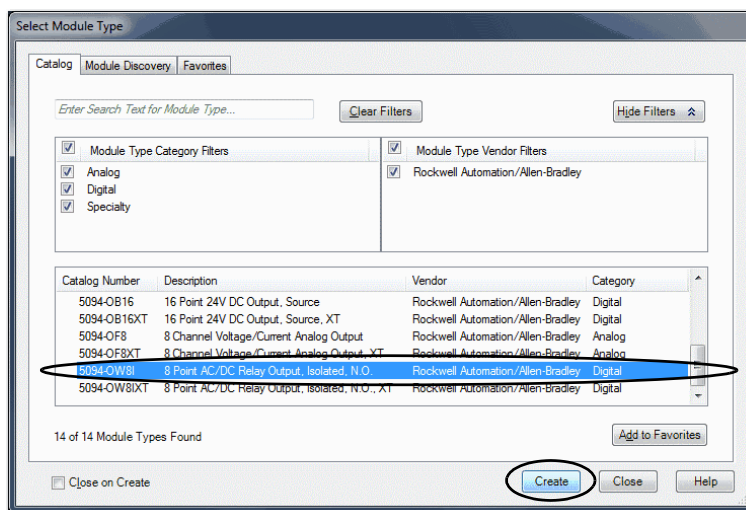 Select Module Type
Catalog Module Discovery Favorites
Enter Search Text for Module Type... Clear Filters Hide Filters
Module Type Category Filters Module Type Vendor Filters
Analog Rockwell Automation/Allen-Bradley
Digital
Specialty
Catalog Number Description Vendor Category
5094-OB16 16 Point 24V DC Output, Source Rockwell Automation/Allen-Bradley Digital
5094-OB16XT 16 Point 24V DC Output, Source, XT Rockwell Automation/Allen-Bradley Digital
5094-OF8 8 Channel Voltage/Current Analog Output Rockwell Automation/Allen-Bradley Analog
5094-OF8XT 8 Channel Voltage/Current Analog Output, XT Rockwell Automation/Allen-Bradley Analog
5094-OW8I 8 Point AC/DC Relay Output, Isolated, N.O. Rockwell Automation/Allen-Bradley Digital
5094-OW8IXT 8 Point AC/DC Relay Output, Isolated, N.O., XT Rockwell Automation/Allen-Bradley Digital
14 of 14 Module Types Found Add to Favorites
Close on Create Create Close Help